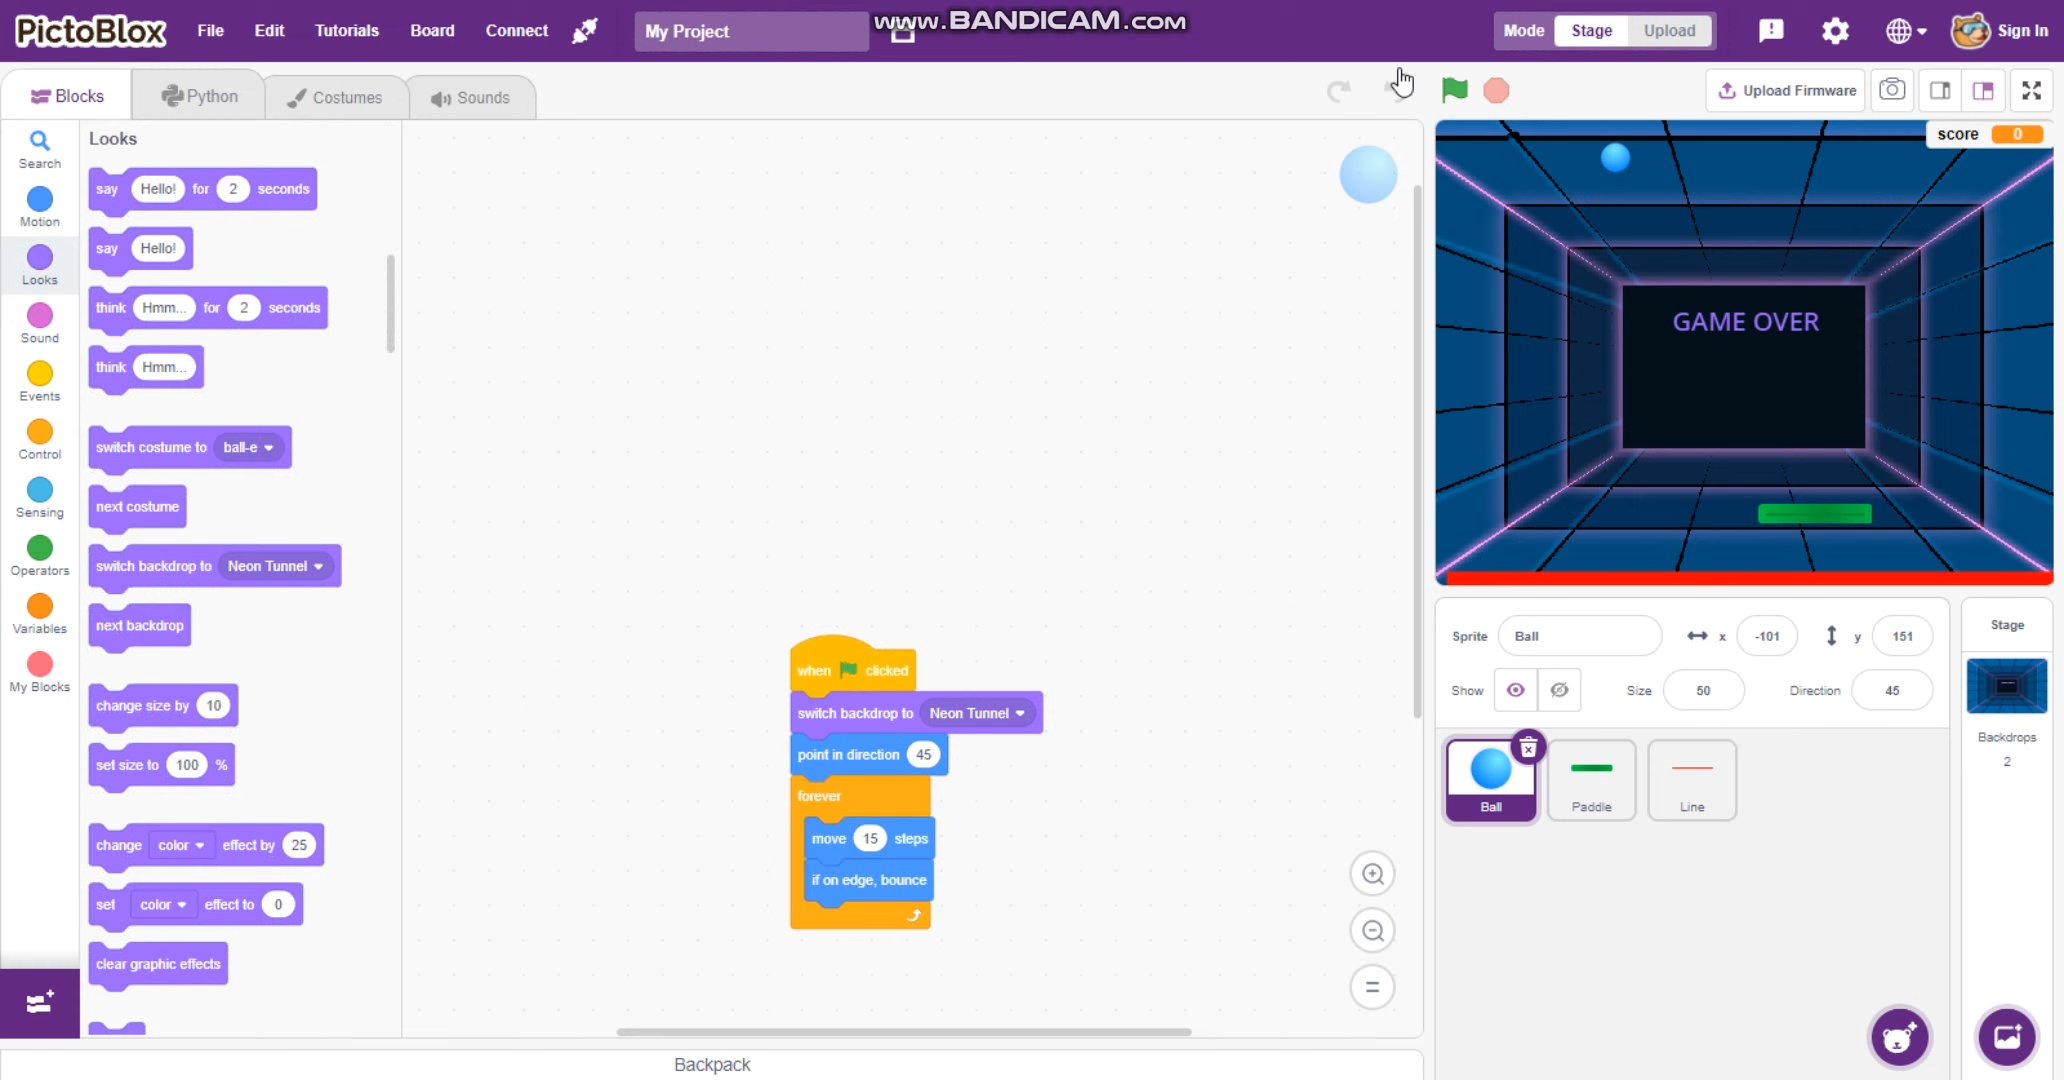 PictoBlox File Edit Tutorials Board Connect My Project www.BANDICAM.com Mode Stage Upload Sign In
Blocks Python Costumes Sounds Upload Firmware
Looks
Search
Motion
Looks
Sound
Events
Control
Sensing
Operators
Variables
My Blocks
say Hello! for 2 seconds
say Hello!
think Hmm... for 2 seconds
think Hmm...
switch costume to ball-e
next costume
switch backdrop to Neon Tunnel
next backdrop
change size by 10
set size to 100 %
change color effect by 25
set color effect to 0
clear graphic effects
when clicked
switch backdrop to Neon Tunnel
point in direction 45
forever
move 15 steps
if on edge, bounce
Backpack
score 0
GAME OVER
Sprite Ball x -101 y 151
Show Size 50 Direction 45
Ball Paddle Line
Stage
Backdrops
2